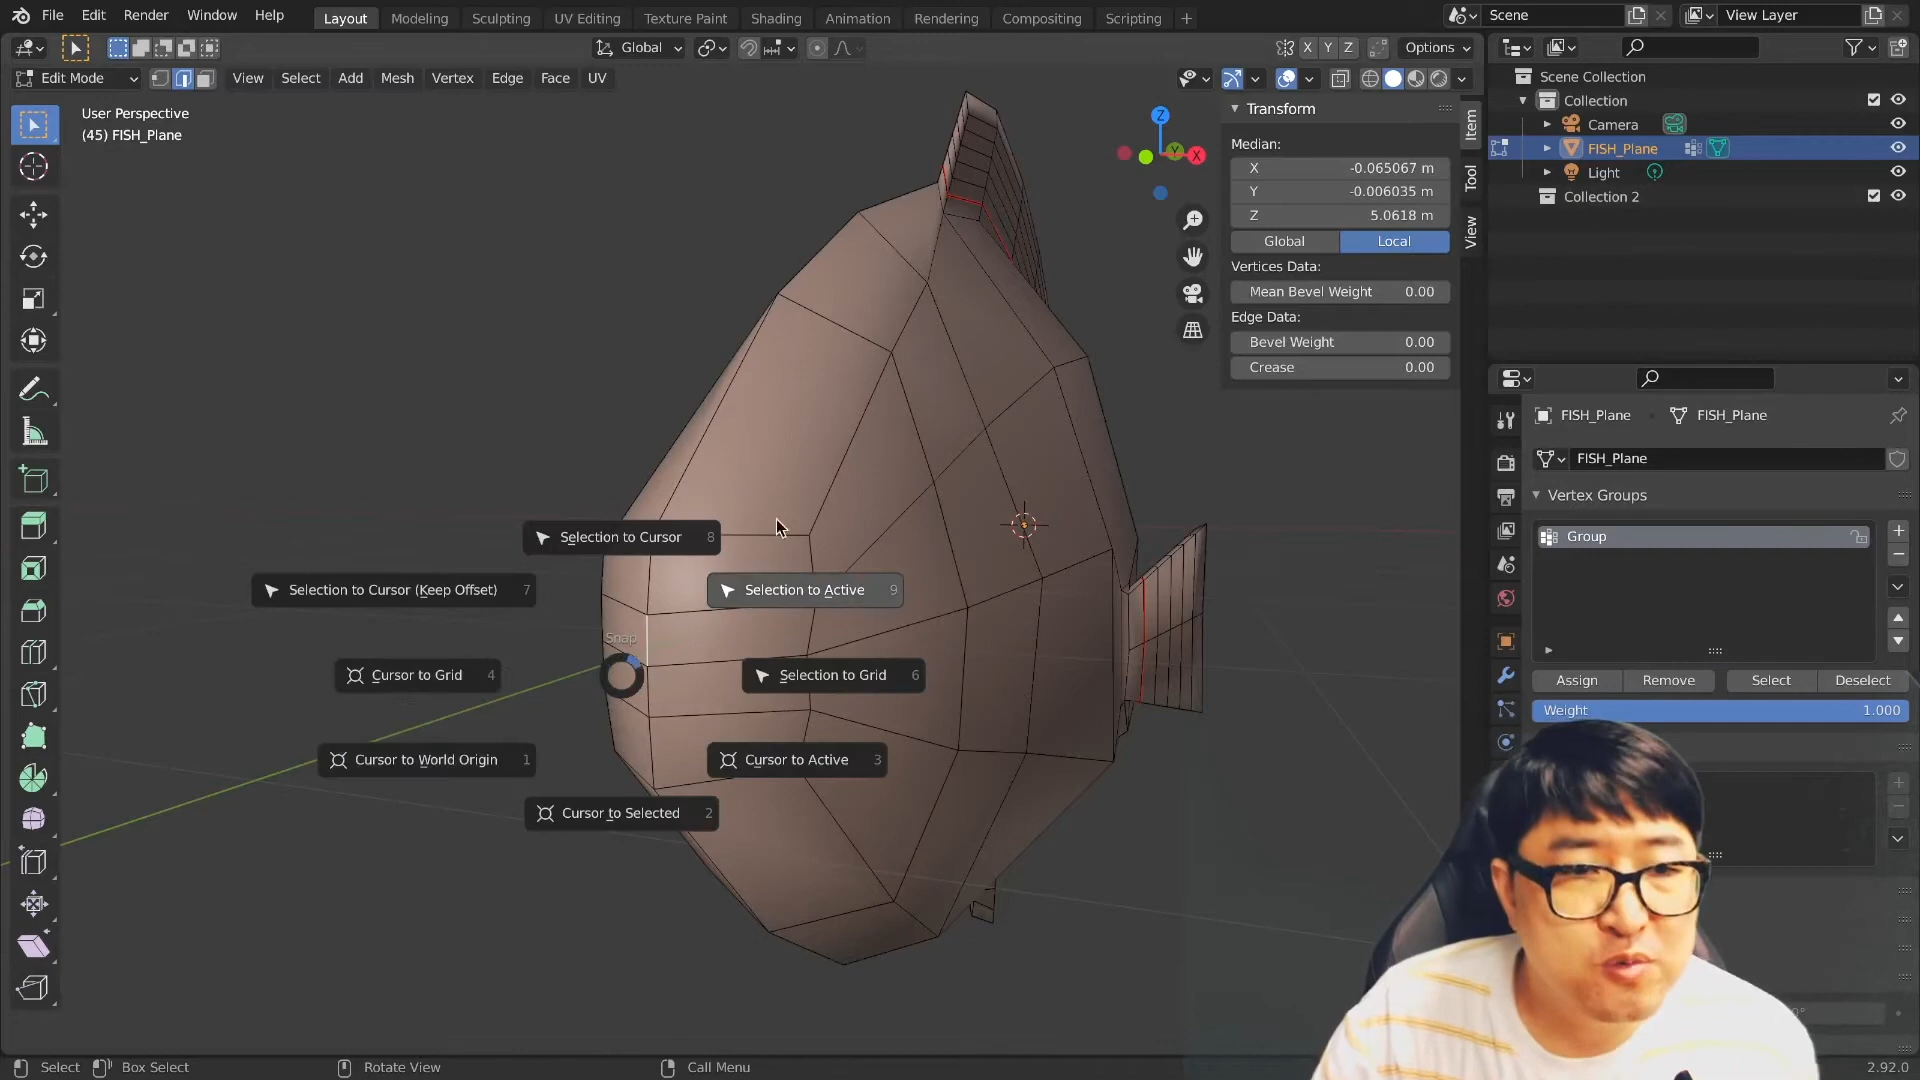 File Edit Render Window Help Layout Modeling Sculpting UV Editing Texture Paint Shading Animation Rendering Compositing Scripting + Scene View Layer
Global X Y Z Options
Edit Mode View Select Add Mesh Vertex Edge Face UV
User Perspective
(45) FISH_Plane
Z
Y X
Transform
Median:
X -0.065067 m
Y -0.006035 m
Z 5.0618 m
Global Local
Vertices Data:
Mean Bevel Weight 0.00
Edge Data:
Bevel Weight 0.00
Crease 0.00
Item
Tool
View
Scene Collection
Collection
Camera
FISH_Plane
Light
Collection 2
FISH_Plane FISH_Plane
FISH_Plane
Vertex Groups
Group
Assign Remove Select Deselect
Weight 1.000
Selection to Cursor 8
Selection to Cursor (Keep Offset) 7
Selection to Active 9
Snap
Cursor to Grid 4
Selection to Grid 6
Cursor to World Origin 1
Cursor to Active 3
Cursor to Selected 2
Select Box Select Rotate View Call Menu 2.92.0